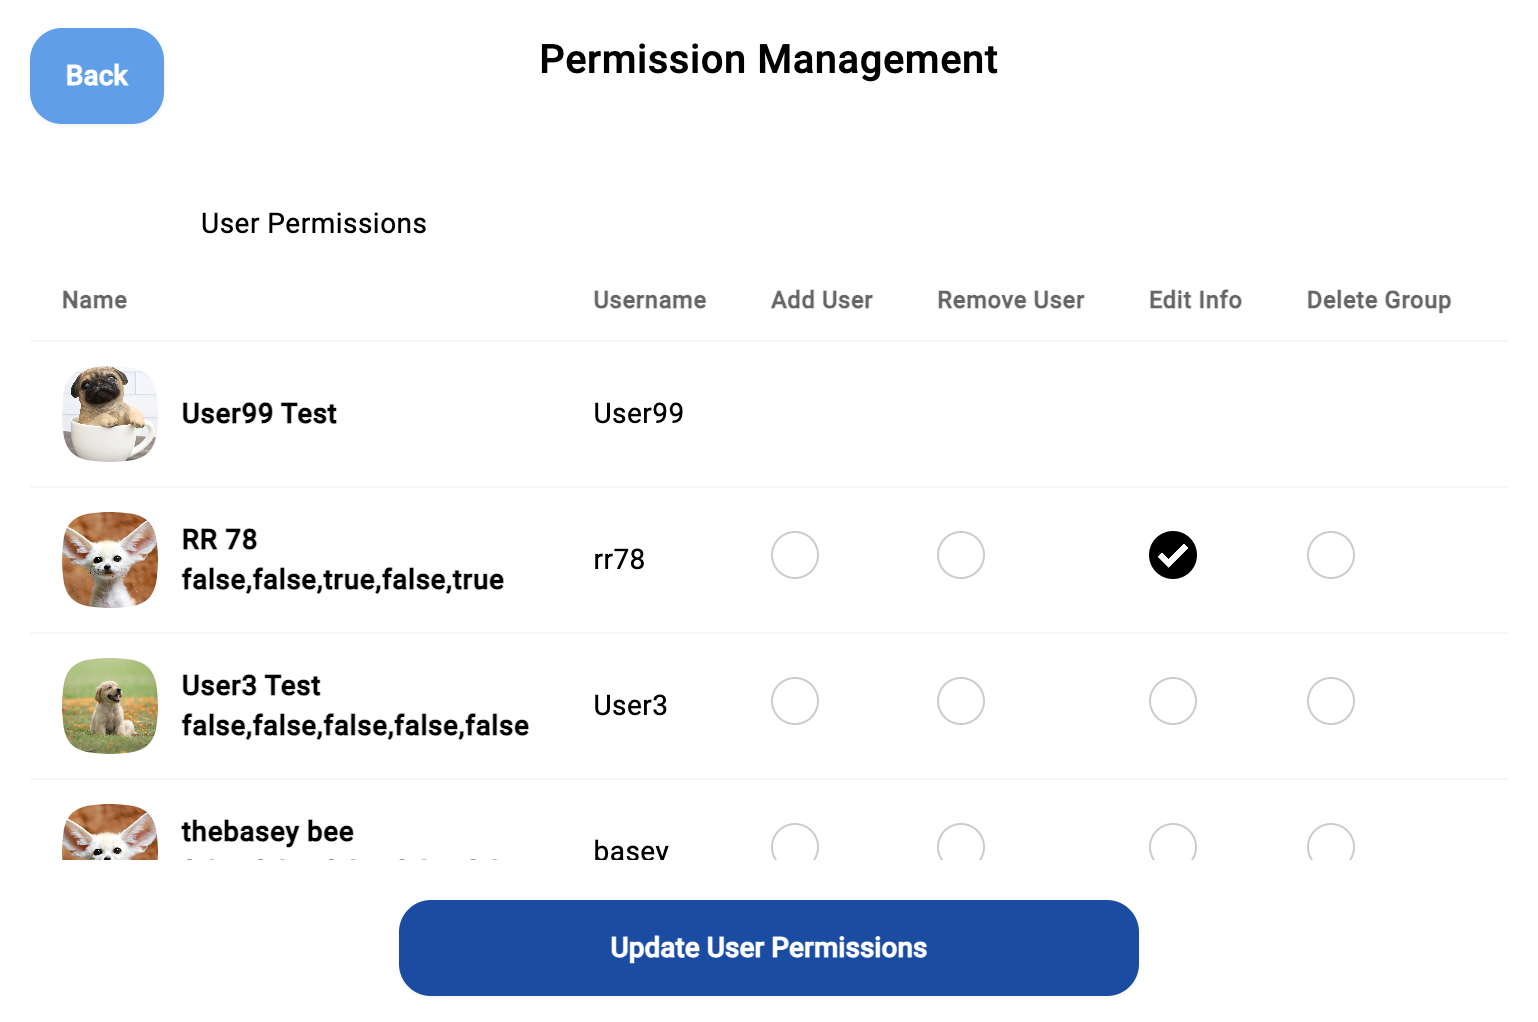 Back
Permission Management
User Permissions
Name Username Add User Remove User Edit Info Delete Group
User99 Test User99
RR 78
false,false,true,false,true
rr78
User3 Test
false,false,false,false,false
User3
thebasey bee
basey
Update User Permissions